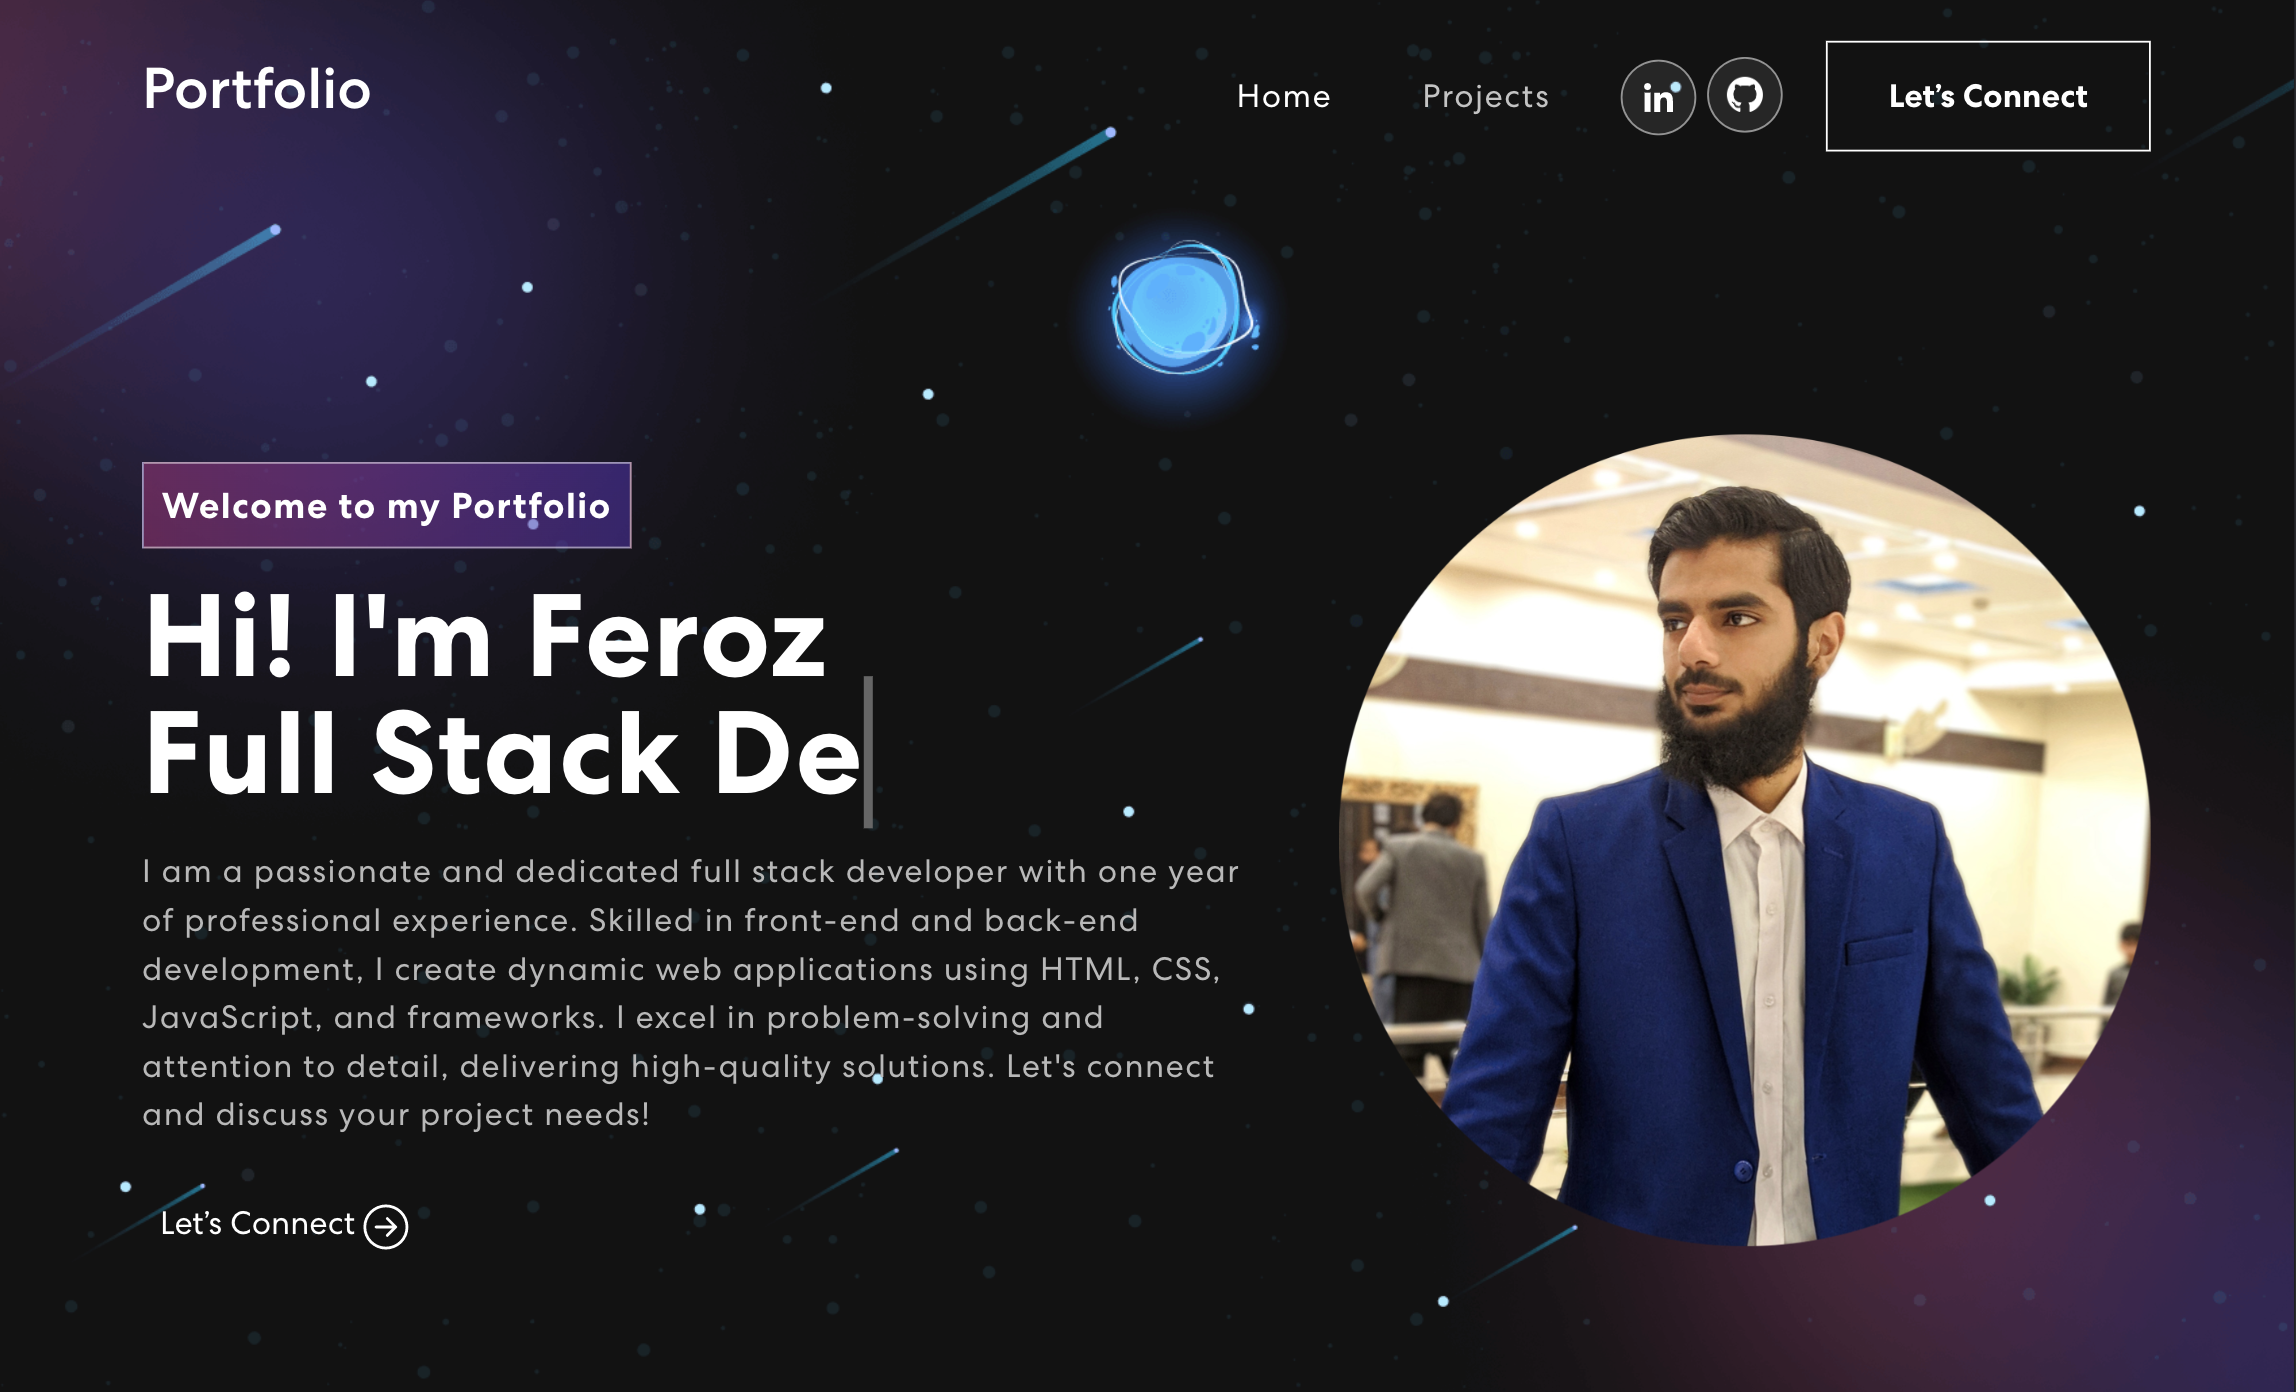 Portfolio
Home
Projects
in
Let's Connect
Welcome to my Portfolio
Hi! I'm Feroz
Full Stack De
I am a passionate and dedicated full stack developer with one year
of professional experience. Skilled in front-end and back-end
development, I create dynamic web applications using HTML, CSS,
JavaScript, and frameworks. I excel in problem-solving and
attention to detail, delivering high-quality solutions. Let's connect
and discuss your project needs!
Let's Connect